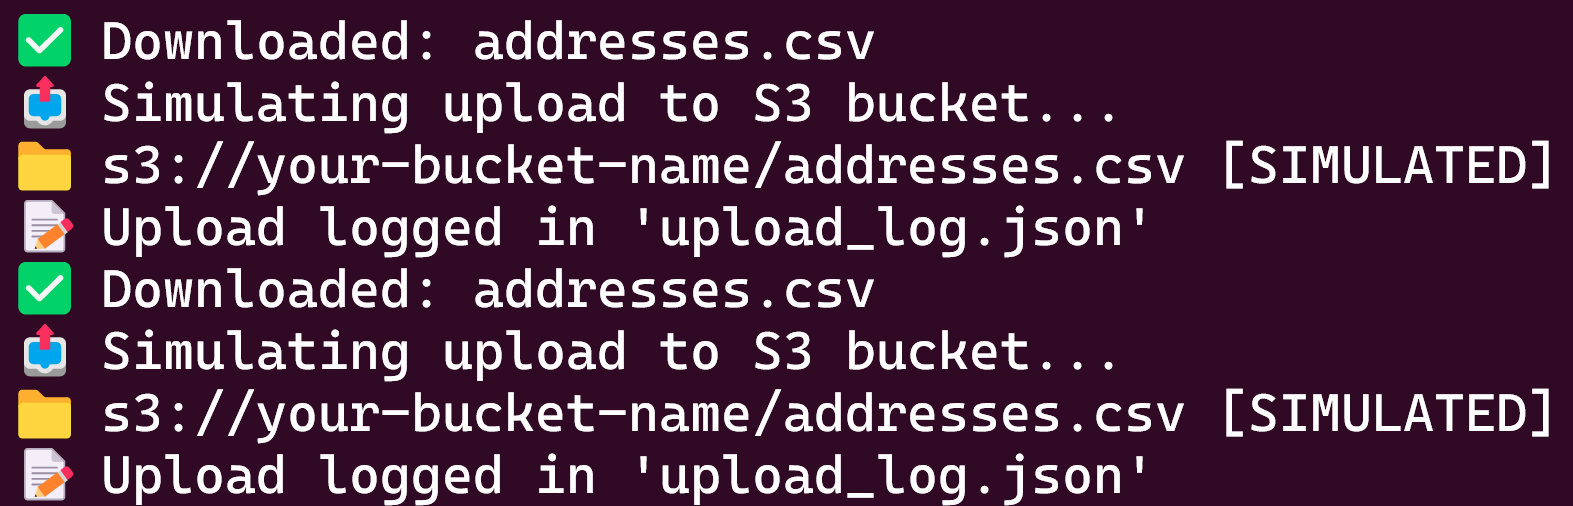 ✅ Downloaded: addresses.csv
📤 Simulating upload to S3 bucket...
📁 s3://your-bucket-name/addresses.csv [SIMULATED]
📝 Upload logged in 'upload_log.json'
✅ Downloaded: addresses.csv
📤 Simulating upload to S3 bucket...
📁 s3://your-bucket-name/addresses.csv [SIMULATED]
📝 Upload logged in 'upload_log.json'